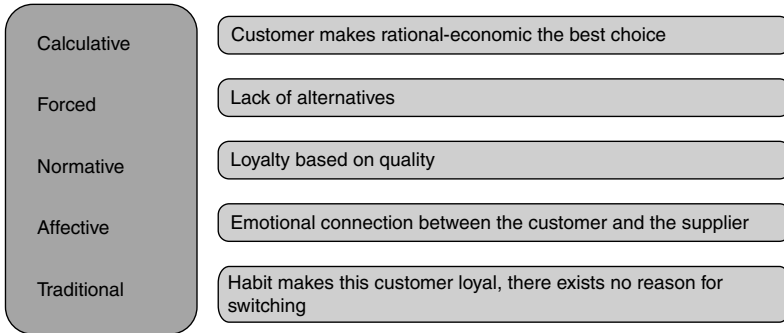 Calculative
Customer makes rational-economic the best choice
Forced
Lack of alternatives
Normative
Loyalty based on quality
Affective
Emotional connection between the customer and the supplier
Traditional
Habit makes this customer loyal, there exists no reason for
switching